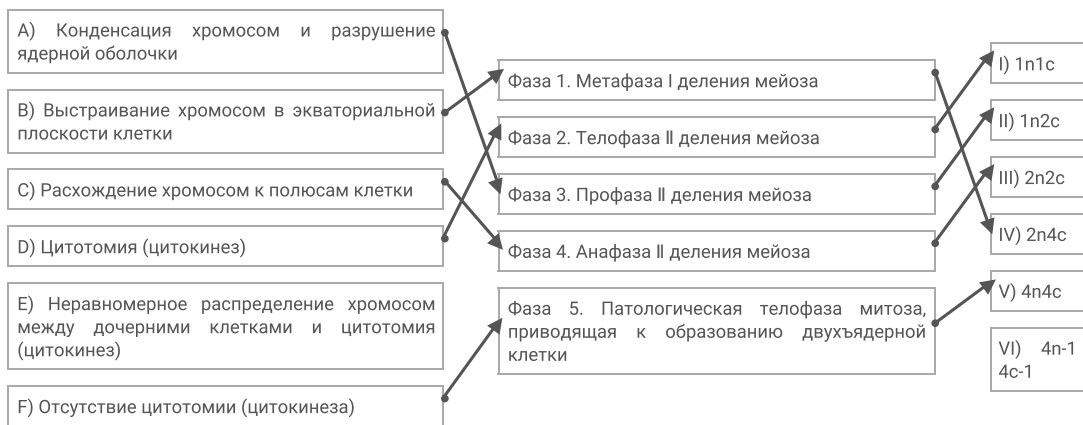 A) Конденсация хромосом и разрушение
ядерной оболочки
B) Выстраивание хромосом в экваториальной
плоскости клетки
C) Расхождение хромосом к полюсам клетки
D) Цитотомия (цитокинез)
E) Неравномерное распределение хромосом
между дочерними клетками и цитотомия
(цитокинез)
F) Отсутствие цитотомии (цитокинеза)
Фаза 1. Метафаза I деления мейоза
Фаза 2. Телофаза II деления мейоза
Фаза 3. Профаза II деления мейоза
Фаза 4. Анафаза II деления мейоза
Фаза 5. Патологическая телофаза митоза,
приводящая к образованию двухъядерной
клетки
I) 1n1c
II) 1n2c
III) 2n2c
IV) 2n4c
V) 4n4c
VI) 4n-1
4c-1